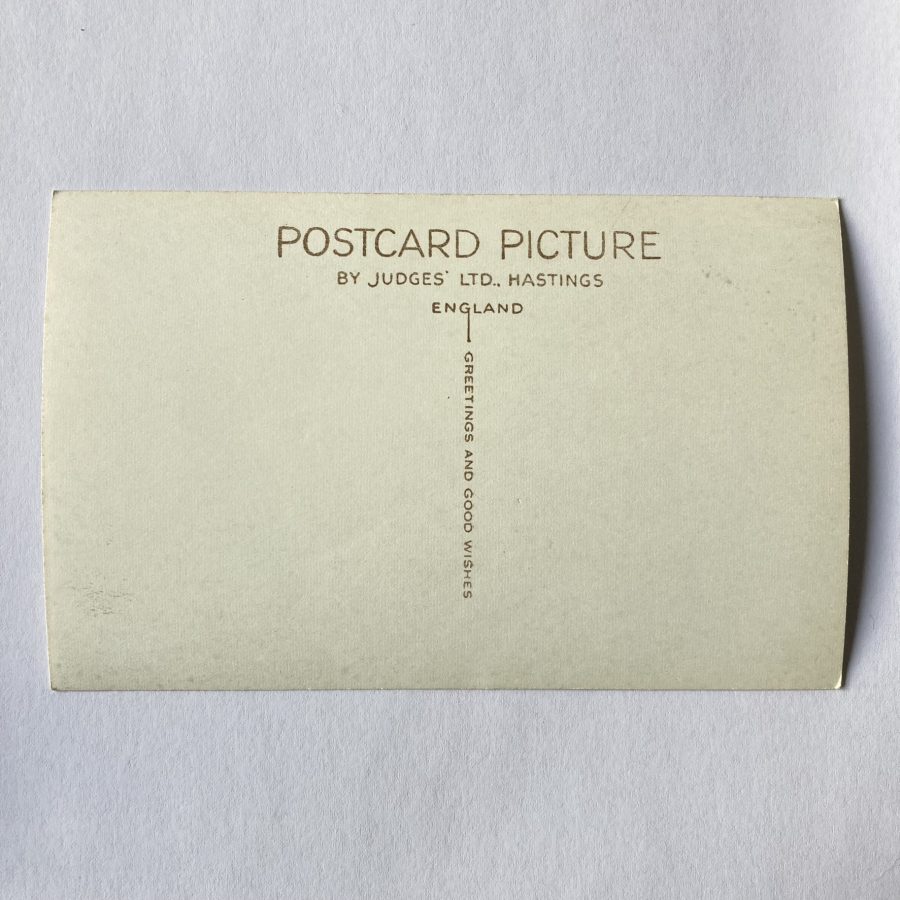 POSTCARD PICTURE
BY JUDGES' LTD., HASTINGS
ENGLAND
GREETINGS AND GOOD WISHES